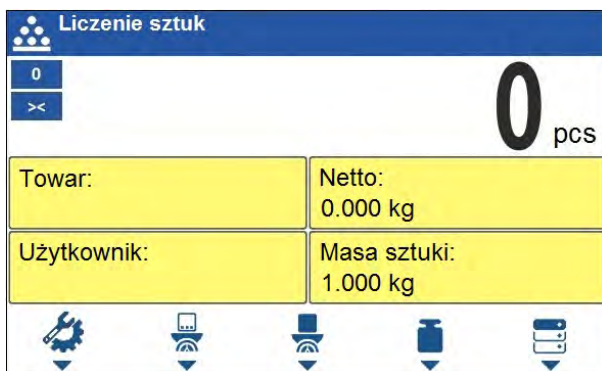 Liczenie sztuk
0
><
0 pcs
Towar:
Netto:
0.000 kg
Użytkownik:
Masa sztuki:
1.000 kg